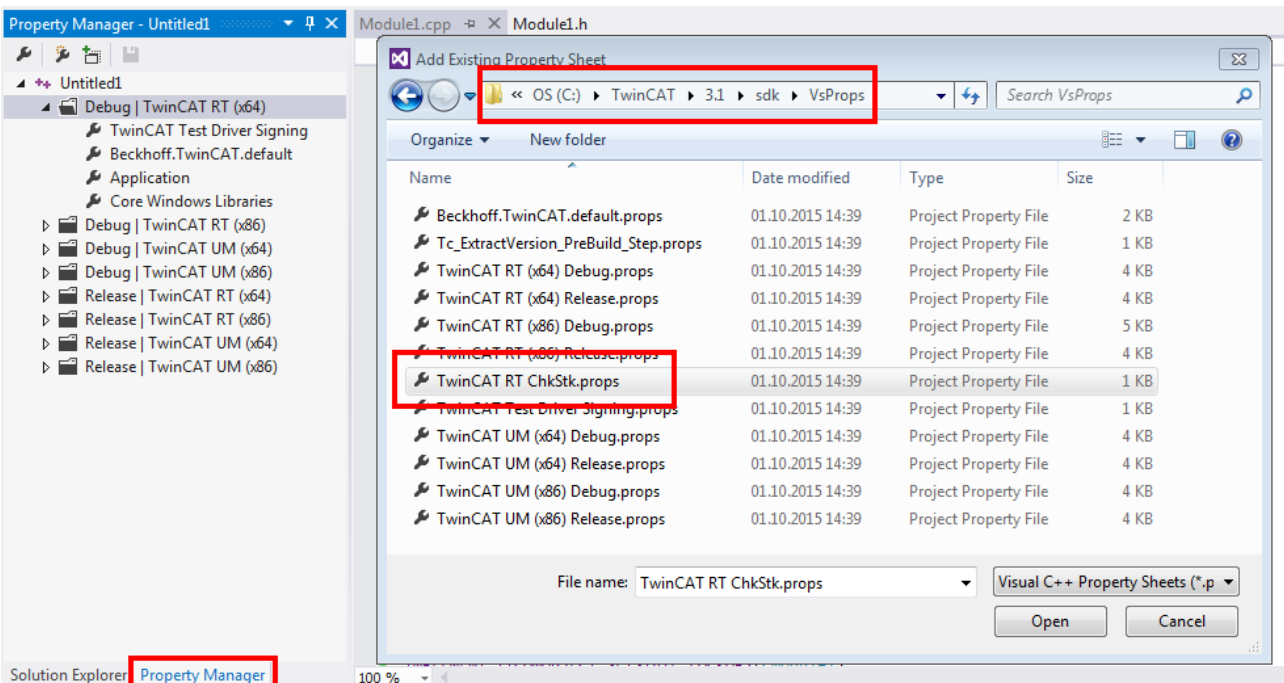 Property Manager - Untitled1
Untitled1
Debug | TwinCAT RT (x64)
TwinCAT Test Driver Signing
Beckhoff.TwinCAT.default
Application
Core Windows Libraries
Debug | TwinCAT RT (x86)
Debug | TwinCAT UM (x64)
Debug | TwinCAT UM (x86)
Release | TwinCAT RT (x64)
Release | TwinCAT RT (x86)
Release | TwinCAT UM (x64)
Release | TwinCAT UM (x86)
Solution Explorer Property Manager
Module1.cpp Module1.h
Add Existing Property Sheet
« OS (C:) TwinCAT 3.1 sdk VsProps Search VsProps
Organize New folder
Name Date modified Type Size
Beckhoff.TwinCAT.default.props 01.10.2015 14:39 Project Property File 2 KB
Tc_ExtractVersion_PreBuild_Step.props 01.10.2015 14:39 Project Property File 1 KB
TwinCAT RT (x64) Debug.props 01.10.2015 14:39 Project Property File 4 KB
TwinCAT RT (x64) Release.props 01.10.2015 14:39 Project Property File 4 KB
TwinCAT RT (x86) Debug.props 01.10.2015 14:39 Project Property File 5 KB
TwinCAT RT (x86) Release.props 01.10.2015 14:39 Project Property File 4 KB
TwinCAT RT ChkStk.props 01.10.2015 14:39 Project Property File 1 KB
TwinCAT Test Driver Signing.props 01.10.2015 14:39 Project Property File 1 KB
TwinCAT UM (x64) Debug.props 01.10.2015 14:39 Project Property File 4 KB
TwinCAT UM (x64) Release.props 01.10.2015 14:39 Project Property File 4 KB
TwinCAT UM (x86) Debug.props 01.10.2015 14:39 Project Property File 4 KB
TwinCAT UM (x86) Release.props 01.10.2015 14:39 Project Property File 4 KB
File name: TwinCAT RT ChkStk.props Visual C++ Property Sheets (*.p
Open Cancel
100 %